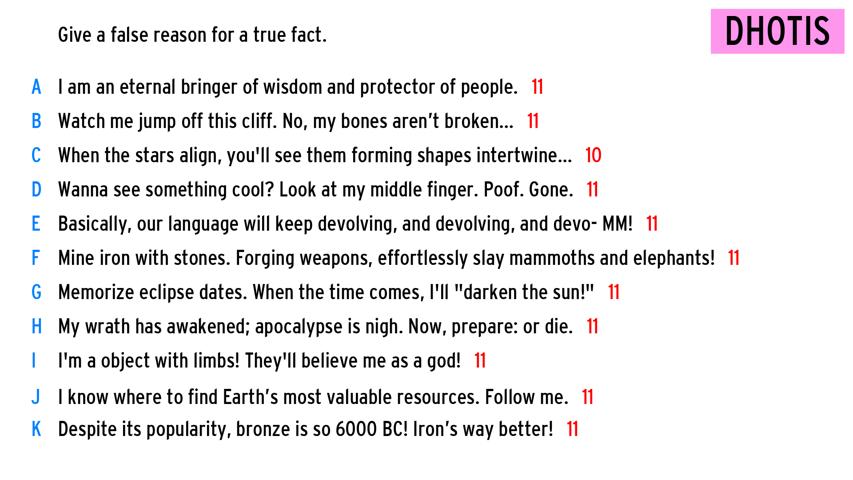 Give a false reason for a true fact.
DHOTIS
A I am an eternal bringer of wisdom and protector of people. 11
B Watch me jump off this cliff. No, my bones aren't broken... 11
C When the stars align, you'll see them forming shapes intertwine... 10
D Wanna see something cool? Look at my middle finger. Poof. Gone. 11
E Basically, our language will keep devolving, and devolving, and devo- MM! 11
F Mine iron with stones. Forging weapons, effortlessly slay mammoths and elephants! 11
G Memorize eclipse dates. When the time comes, I'll "darken the sun!" 11
H My wrath has awakened; apocalypse is nigh. Now, prepare: or die. 11
I I'm a object with limbs! They'll believe me as a god! 11
J I know where to find Earth's most valuable resources. Follow me. 11
K Despite its popularity, bronze is so 6000 BC! Iron's way better! 11